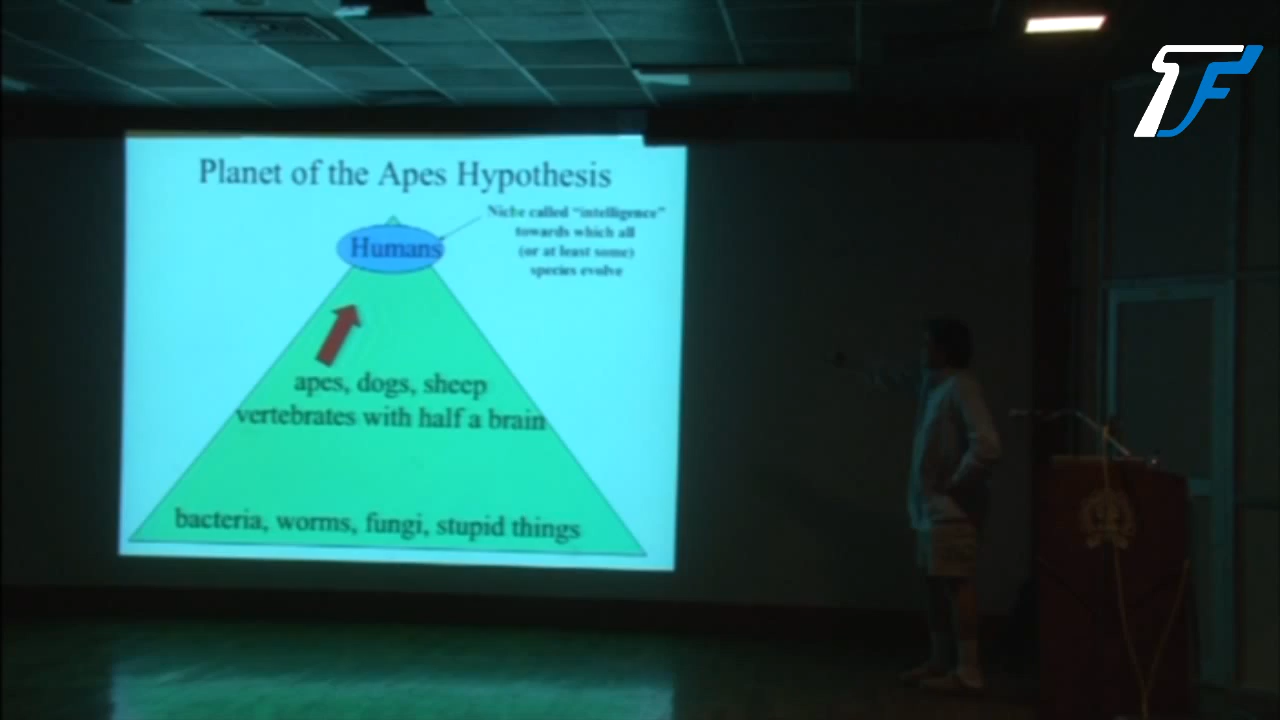 Planet of the Apes Hypothesis
Niche called “intelligence”
towards which all
(or at least some)
species evolve
Humans
apes, dogs, sheep
vertebrates with half a brain
bacteria, worms, fungi, stupid things
TF